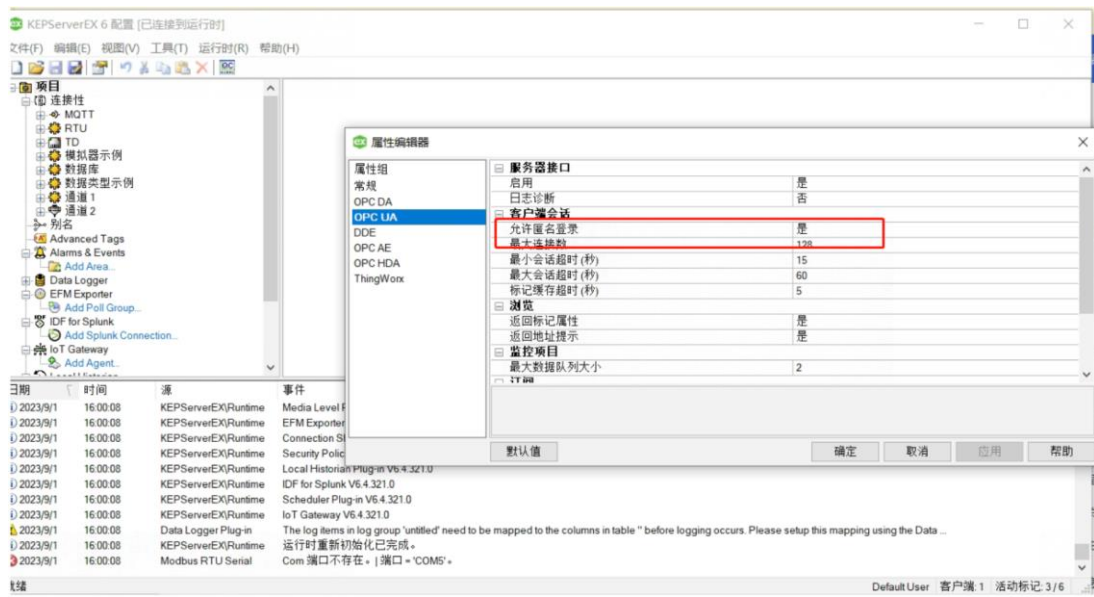 KEPServerEX 6 配置 [已连接到运行时]
文件(F) 编辑(E) 视图(V) 工具(T) 运行时(R) 帮助(H)
项目
连接性
MQTT
RTU
TD
模拟器示例
数据库
数据类型示例
通道 1
通道 2
别名
Advanced Tags
Alarms & Events
Add Area...
Data Logger
EFM Exporter
Add Poll Group...
IDF for Splunk
Add Splunk Connection...
IoT Gateway
Add Agent...
Local Historian
属性编辑器
属性组
常规
OPC DA
OPC UA
DDE
OPC AE
OPC HDA
ThingWorx
服务器接口
启用 是
日志诊断 否
客户端会话
允许匿名登录 是
最大连接数 128
最小会话超时(秒) 15
最大会话超时(秒) 60
标记缓存超时(秒) 5
浏览
返回标记属性 是
返回地址提示 是
监控项目
最大数据队列大小 2
订阅
默认值 确定 取消 应用 帮助
日期 时间 源 事件
2023/9/1 16:00:08 KEPServerEX\Runtime Media Level
2023/9/1 16:00:08 KEPServerEX\Runtime EFM Exporter
2023/9/1 16:00:08 KEPServerEX\Runtime Connection
2023/9/1 16:00:08 KEPServerEX\Runtime Security Polic
2023/9/1 16:00:08 KEPServerEX\Runtime Local Historian Plug-in V6.4.321.0
2023/9/1 16:00:08 KEPServerEX\Runtime IDF for Splunk V6.4.321.0
2023/9/1 16:00:08 KEPServerEX\Runtime Scheduler Plug-in V6.4.321.0
2023/9/1 16:00:08 KEPServerEX\Runtime IoT Gateway V6.4.321.0
2023/9/1 16:00:08 Data Logger Plug-in The log items in log group 'untitled' need to be mapped to the columns in table '' before logging occurs. Please setup this mapping using the Data ...
2023/9/1 16:00:08 KEPServerEX\Runtime 运行时重新初始化已完成。
2023/9/1 16:00:08 Modbus RTU Serial Com 端口不存在。| 端口 = 'COM5'。
就绪 Default User 客户端: 1 活动标记: 3 / 6